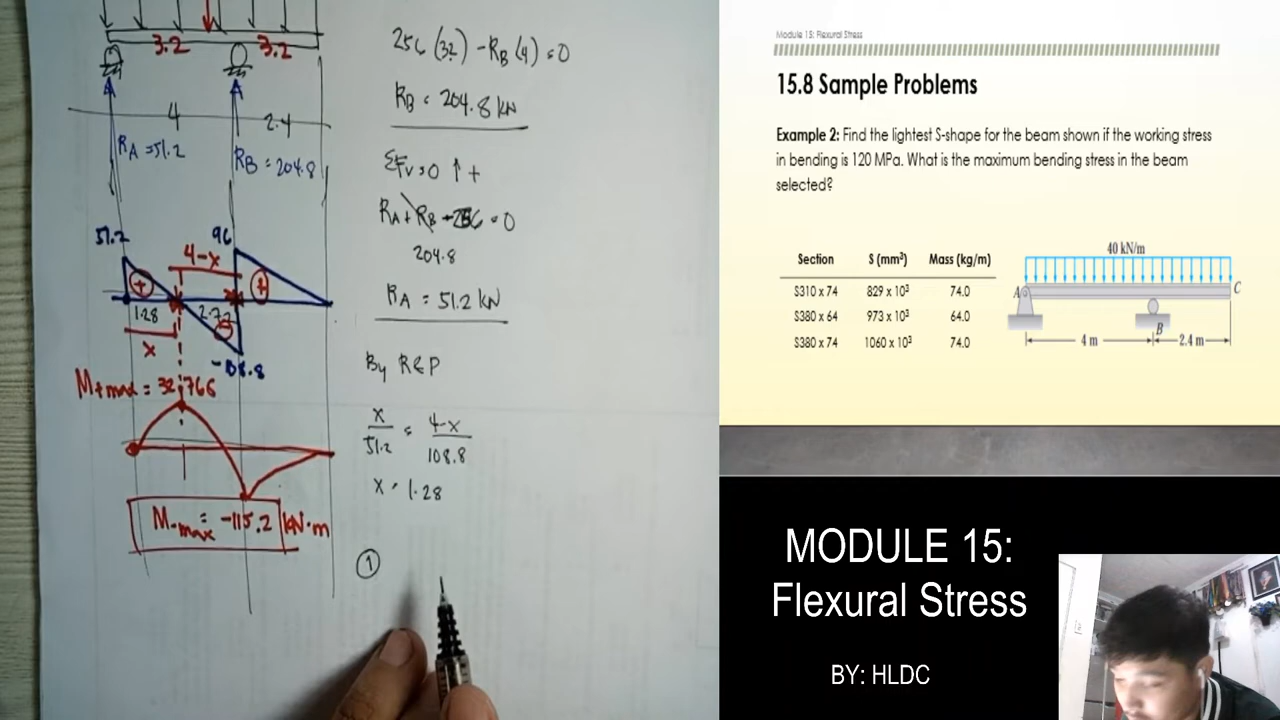 3.2 3.2
4 2.4
RA = 51.2
RB = 204.8
51.2 96
4-x
1.28 2.72
x
-108.8
M+max = 32.768
M-max = -115.2 kN·m
256 (3.2) - RB (4) = 0
RB = 204.8 kN
ΣFv = 0 ↑ +
RA + RB - 256 = 0
204.8
RA = 51.2 kN
By R&P
x/51.2 = 4-x/108.8
x = 1.28
1
Module 15: Flexural Stress
15.8 Sample Problems
Example 2: Find the lightest S-shape for the beam shown if the working stress
in bending is 120 MPa. What is the maximum bending stress in the beam
selected?
Section S (mm³) Mass (kg/m)
S310 x 74 829 x 10³ 74.0
S380 x 64 973 x 10³ 64.0
S380 x 74 1060 x 10³ 74.0
40 kN/m
A C
B
4 m 2.4 m
MODULE 15:
Flexural Stress
BY: HLDC